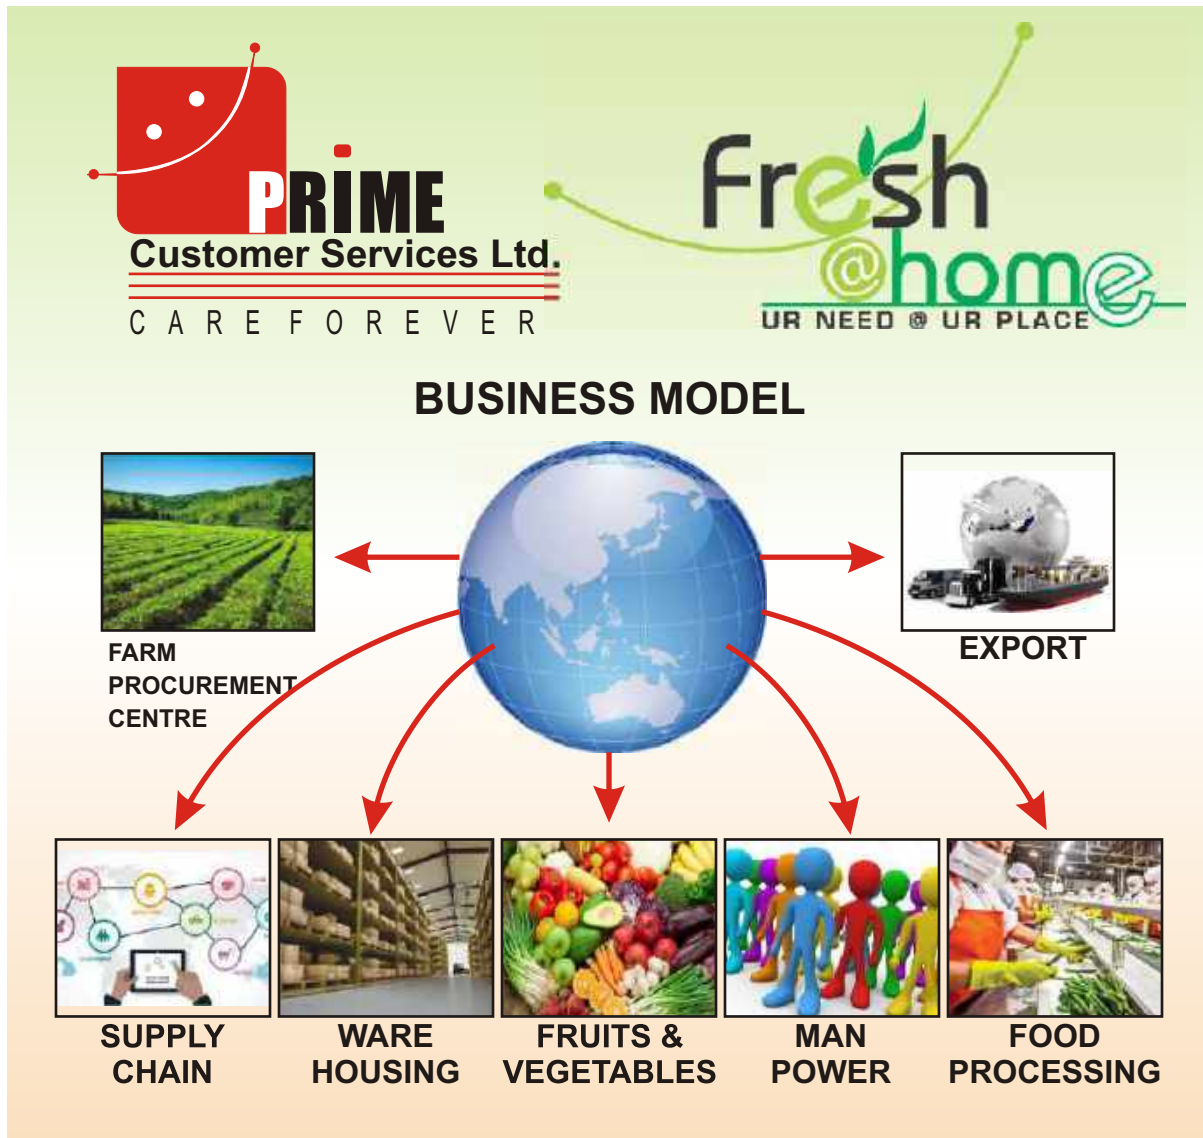 PRIME
Customer Services Ltd.
CARE FOREVER
Fresh
@home
UR NEED @ UR PLACE
BUSINESS MODEL
FARM
PROCUREMENT
CENTRE
EXPORT
SUPPLY
CHAIN
WARE
HOUSING
FRUITS &
VEGETABLES
MAN
POWER
FOOD
PROCESSING